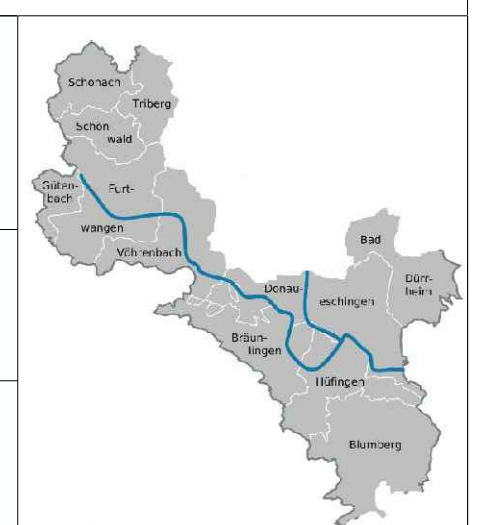 Schonach
Triberg
Schön
wald
Güten-
bach
Furt-
wangen
Vöhrenbach
Bad
Dürr-
heim
Donau-
eschingen
Bräun-
lingen
Hüfingen
Blumberg